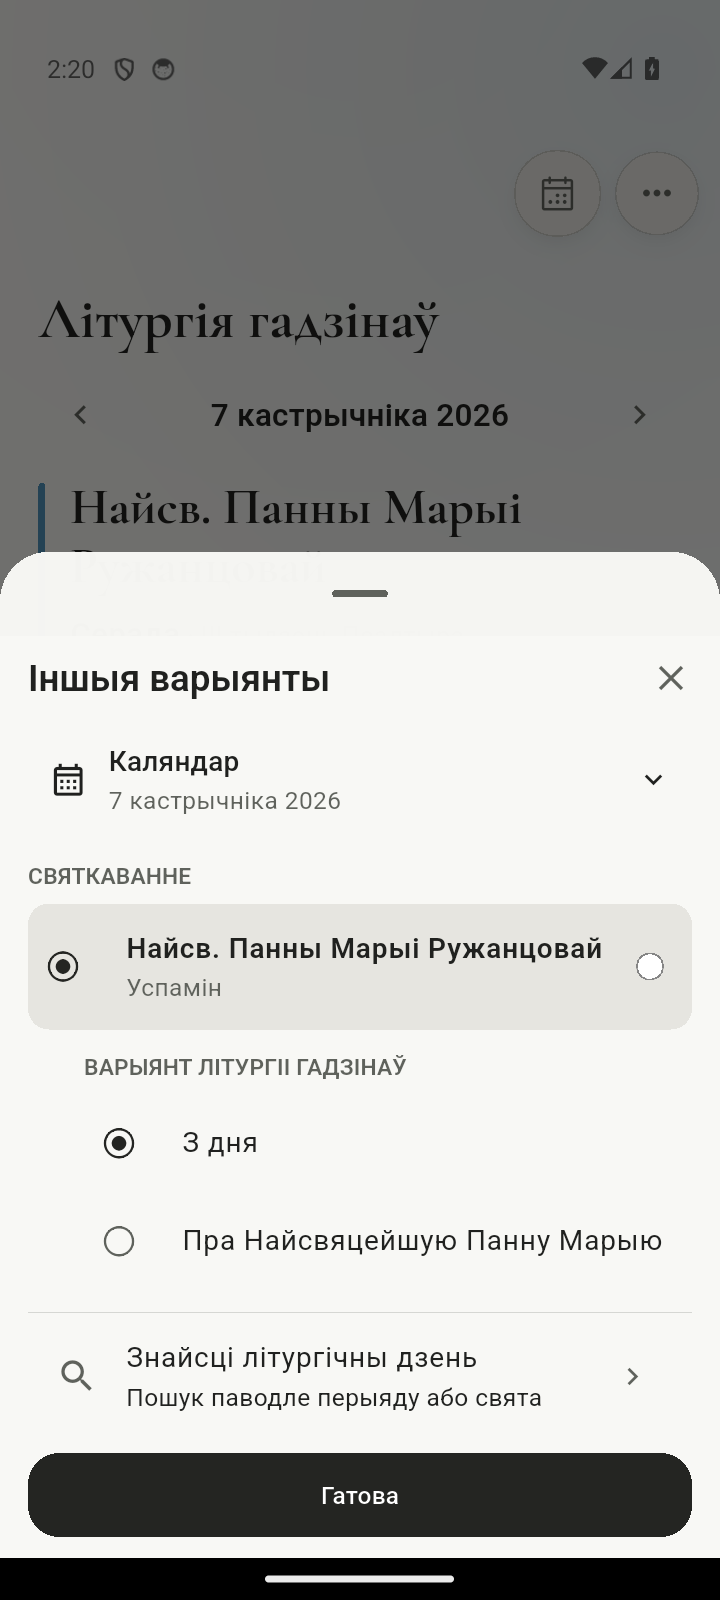 2:20
Літургія гадзінаў
7 кастрычніка 2026
Найсв. Панны Марыі
Ружанцовай
Іншыя варыянты
Каляндар
7 кастрычніка 2026
СВЯТКАВАННЕ
Найсв. Панны Марыі Ружанцовай
Успамін
ВАРЫЯНТ ЛІТУРГІІ ГАДЗІНАЎ
З дня
Пра Найсвяцейшую Панну Марыю
Знайсці літургічны дзень
Пошук паводле перыяду або свята
Гатова